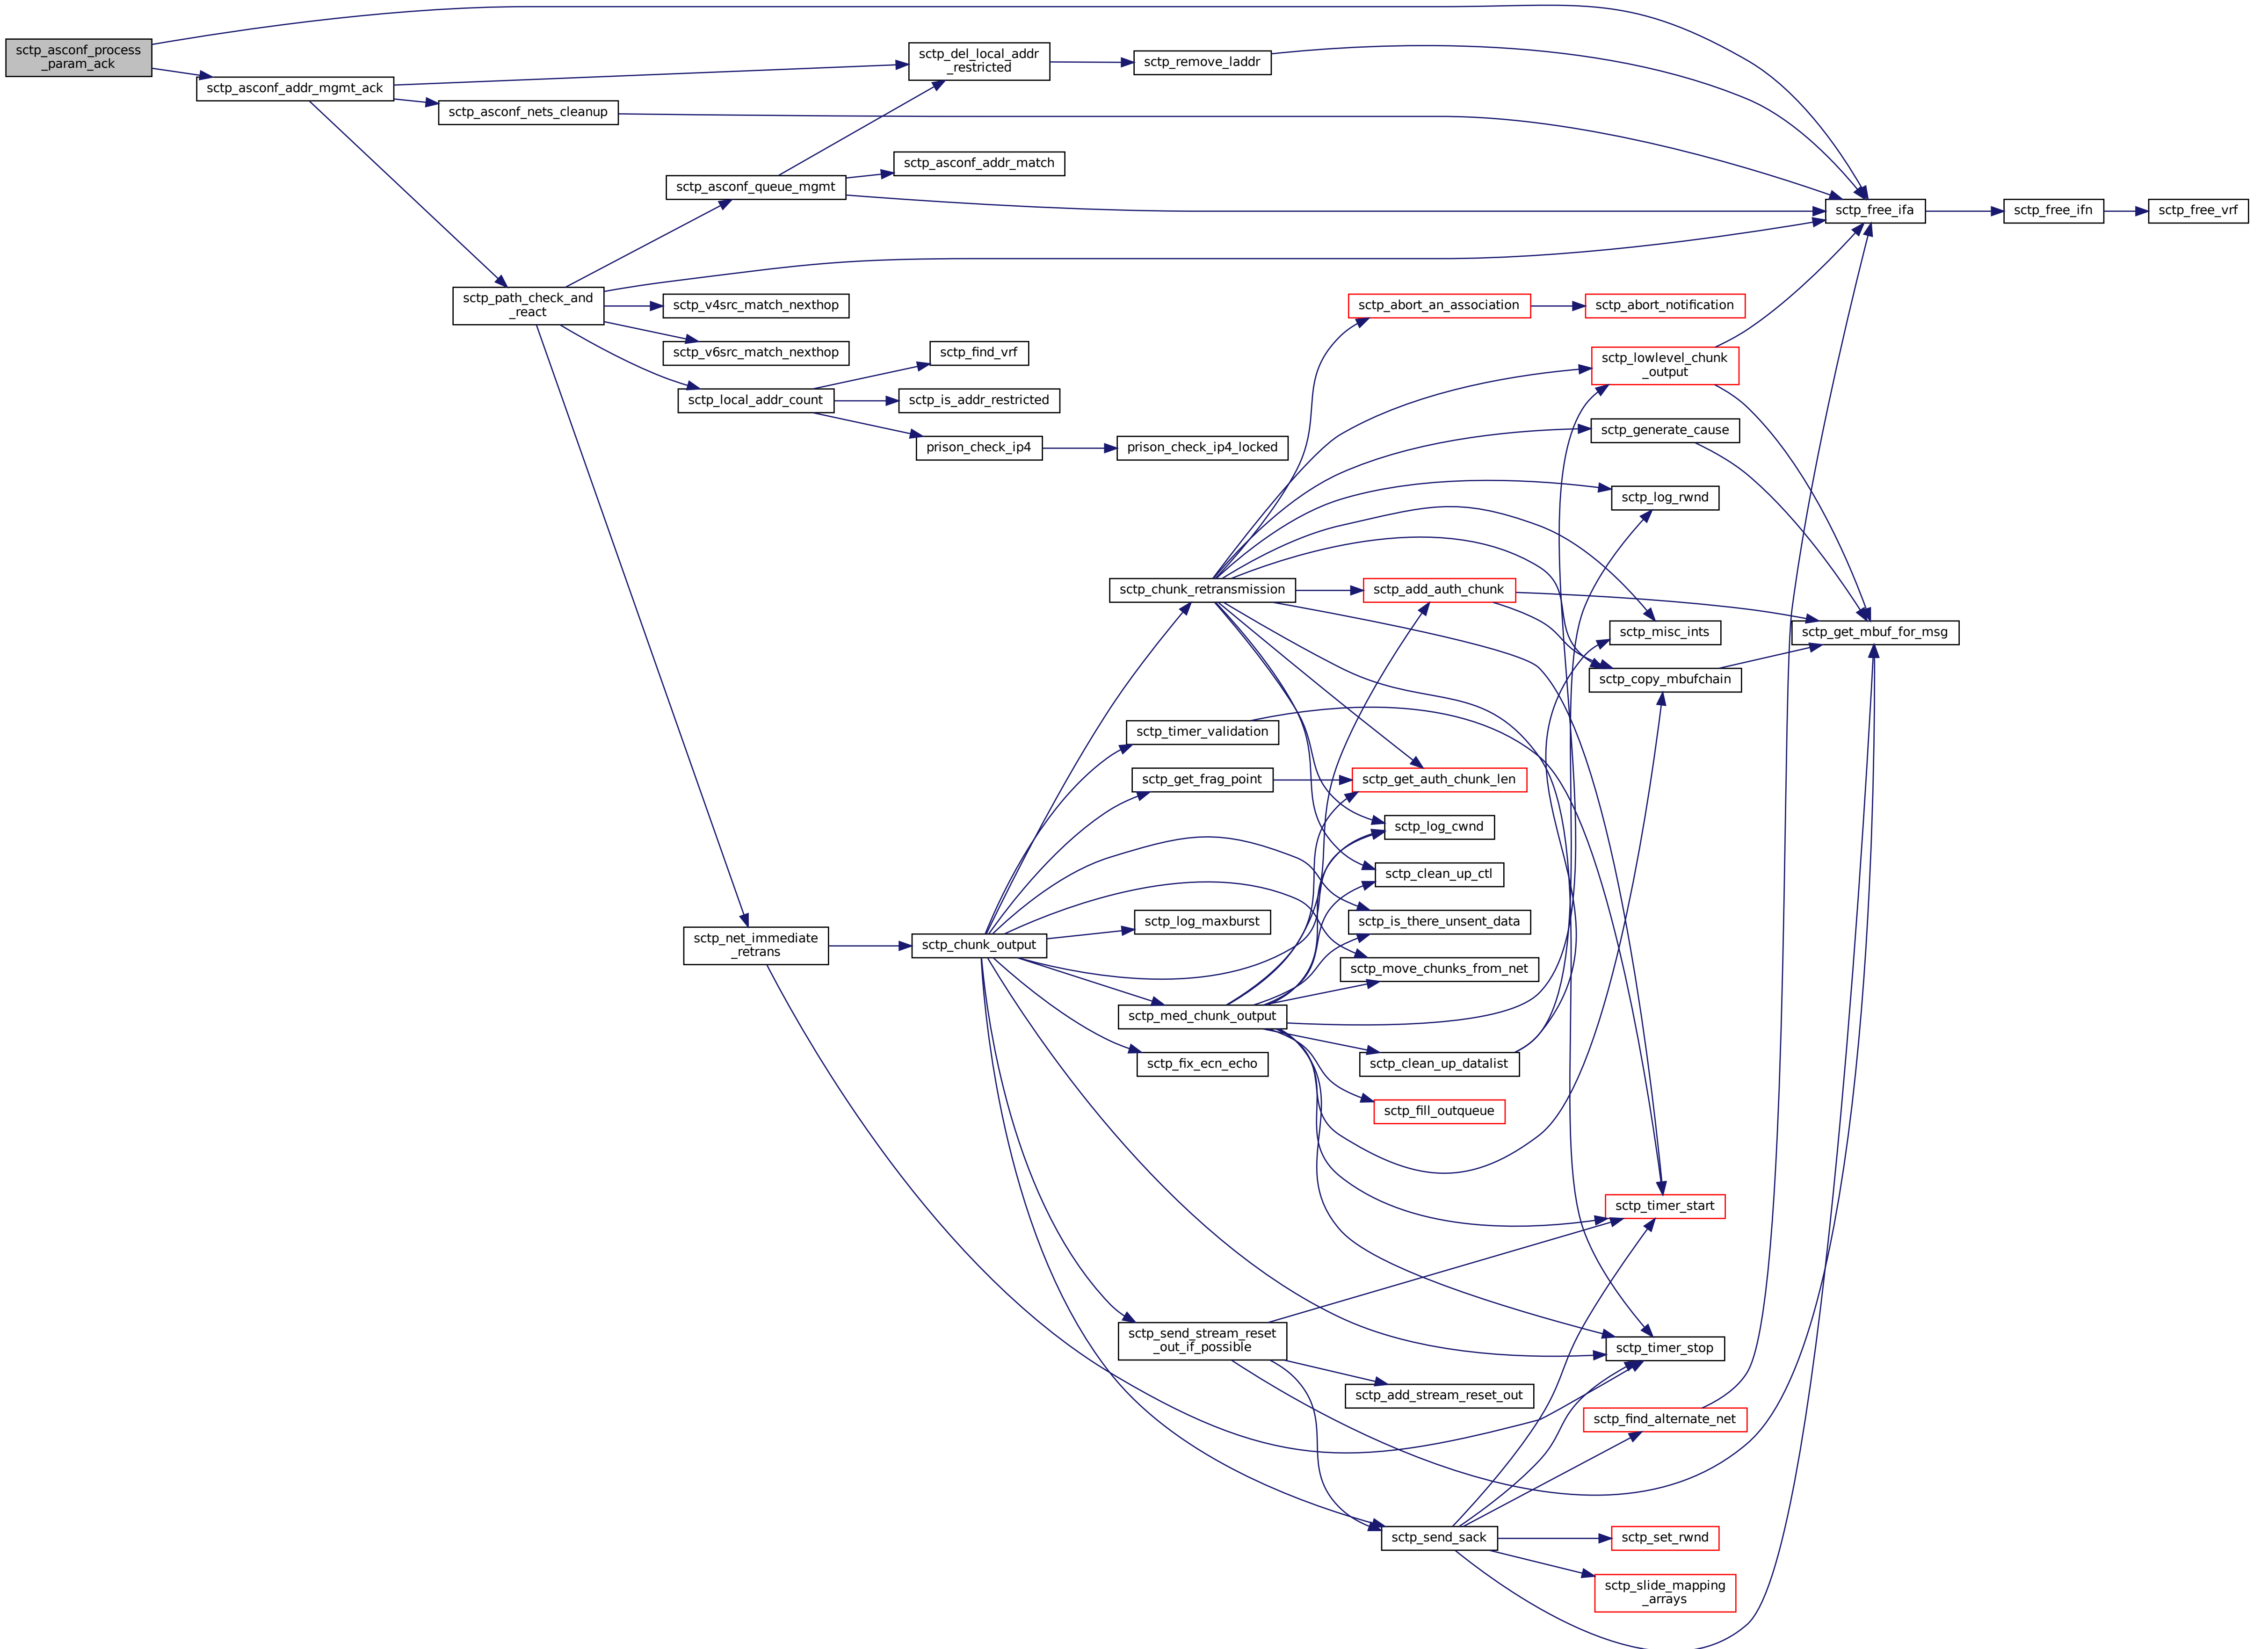 sctp_asconf_process
_param_ack
sctp_asconf_addr_mgmt_ack
sctp_del_local_addr
_restricted
sctp_remove_laddr
sctp_asconf_nets_cleanup
sctp_asconf_addr_match
sctp_asconf_queue_mgmt
sctp_free_ifa
sctp_free_ifn
sctp_free_vrf
sctp_path_check_and
_react
sctp_v4src_match_nexthop
sctp_v6src_match_nexthop
sctp_find_vrf
sctp_local_addr_count
sctp_is_addr_restricted
prison_check_ip4
prison_check_ip4_locked
sctp_abort_an_association
sctp_abort_notification
sctp_lowlevel_chunk
_output
sctp_generate_cause
sctp_log_rwnd
sctp_chunk_retransmission
sctp_add_auth_chunk
sctp_misc_ints
sctp_get_mbuf_for_msg
sctp_copy_mbufchain
sctp_timer_validation
sctp_get_frag_point
sctp_get_auth_chunk_len
sctp_log_cwnd
sctp_clean_up_ctl
sctp_log_maxburst
sctp_is_there_unsent_data
sctp_net_immediate
_retrans
sctp_chunk_output
sctp_move_chunks_from_net
sctp_med_chunk_output
sctp_fix_ecn_echo
sctp_clean_up_datalist
sctp_fill_outqueue
sctp_timer_start
sctp_send_stream_reset
_out_if_possible
sctp_timer_stop
sctp_add_stream_reset_out
sctp_find_alternate_net
sctp_send_sack
sctp_set_rwnd
sctp_slide_mapping
_arrays